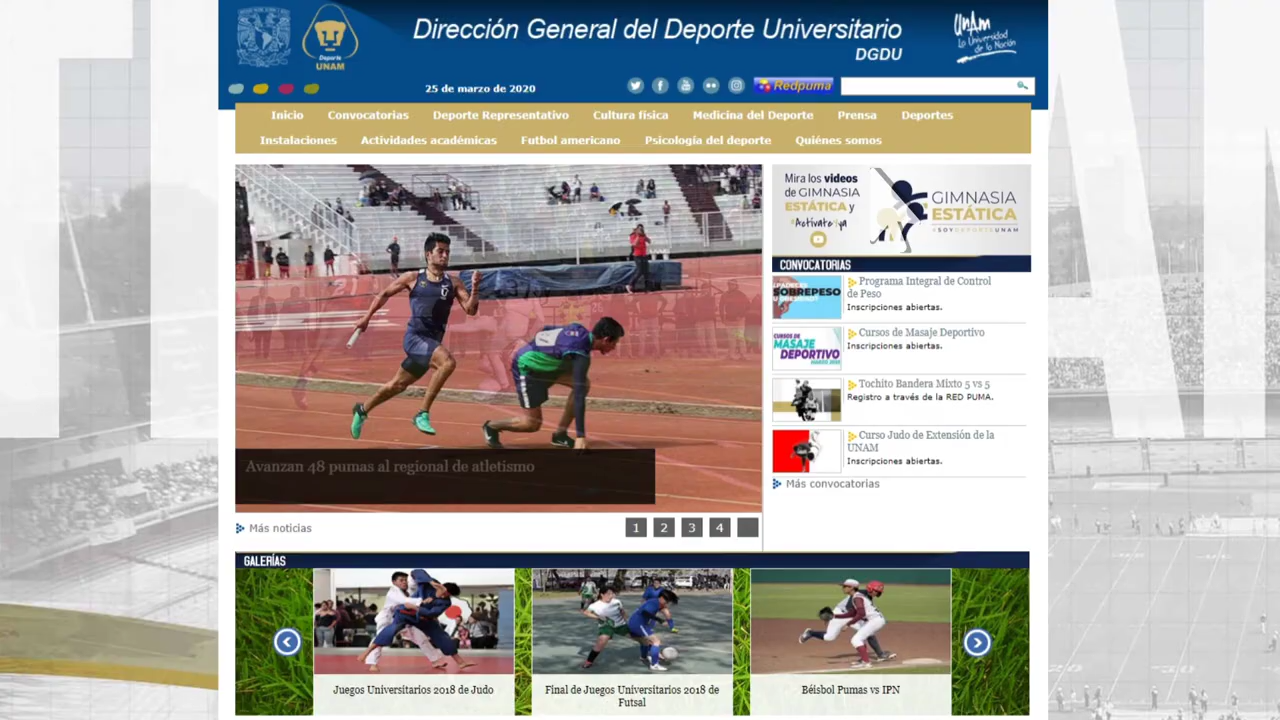 Dirección General del Deporte Universitario
DGDU
Deporte
UNAM
UNAM
La Universidad
de la Nación
25 de marzo de 2020
Redpuma
Inicio Convocatorias Deporte Representativo Cultura física Medicina del Deporte Prensa Deportes
Instalaciones Actividades académicas Futbol americano Psicología del deporte Quiénes somos
Mira los videos
de GIMNASIA
ESTÁTICA y
#Activate ya
GIMNASIA
ESTÁTICA
#SOYDEPORTEUNAM
CONVOCATORIAS
SOBREPESO
Programa Integral de Control
de Peso
Inscripciones abiertas.
CURSOS DE
MASAJE
DEPORTIVO
Cursos de Masaje Deportivo
Inscripciones abiertas.
Tochito Bandera Mixto 5 vs 5
Registro a través de la RED PUMA.
Curso Judo de Extensión de la
UNAM
Inscripciones abiertas.
Más convocatorias
Avanzan 48 pumas al regional de atletismo
Más noticias
1 2 3 4
GALERÍAS
Juegos Universitarios 2018 de Judo
Final de Juegos Universitarios 2018 de
Futsal
Béisbol Pumas vs IPN